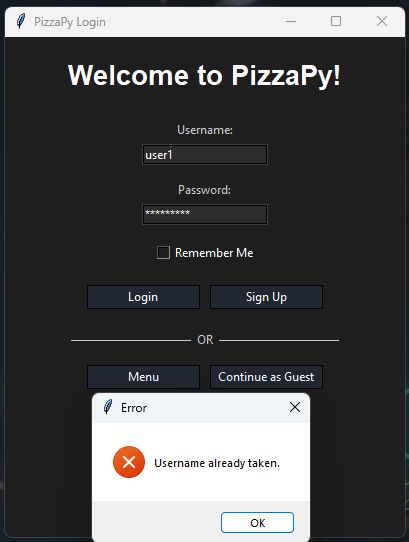 PizzaPy Login
Welcome to PizzaPy!
Username:
user1
Password:
*********
Remember Me
Login Sign Up
OR
Menu Continue as Guest
Error
Username already taken.
OK